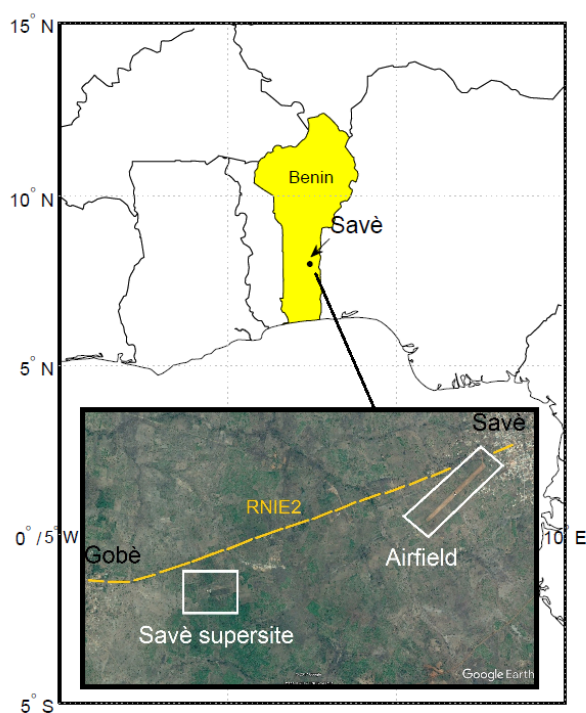 15° N
Benin
Savè
10° N
5° N
Savè
RNIE2
0° / 5° W
10° E
Gobè
Airfield
Savè supersite
Google Earth
5° S